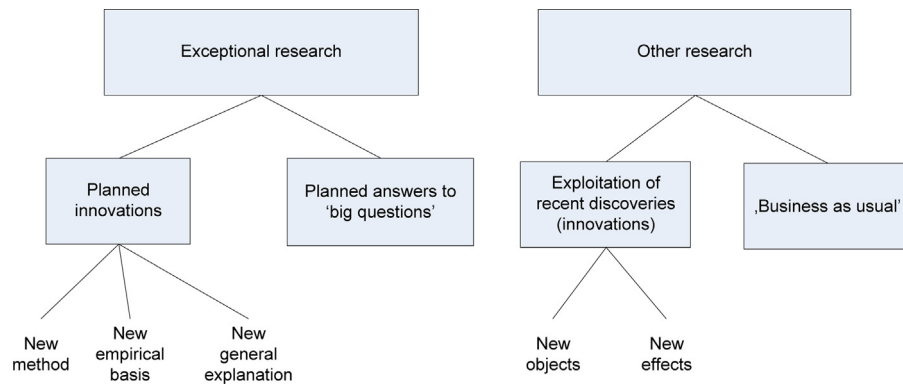 Exceptional research
Other research
Planned
innovations
Planned answers to
‘big questions’
Exploitation of
recent discoveries
(innovations)
‚Business as usual’
New
method
New
empirical
basis
New
general
explanation
New
objects
New
effects